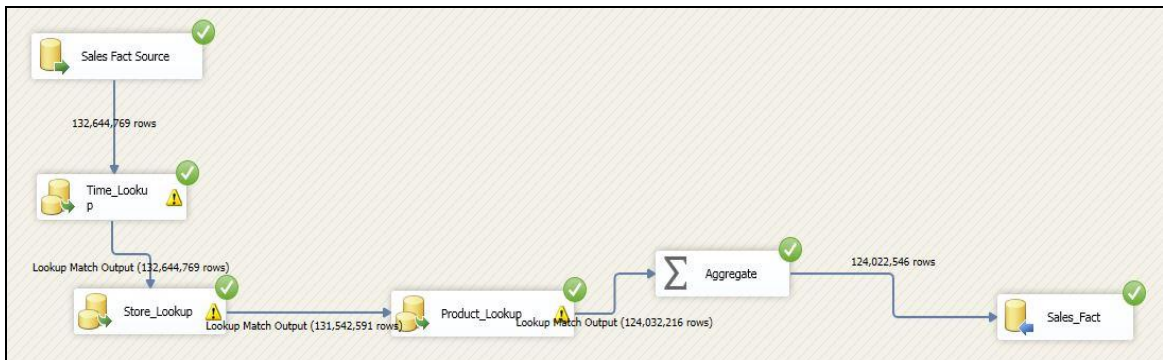 Sales Fact Source
132,644,769 rows
Time_Looku
p
Lookup Match Output (132,644,769 rows)
Store_Lookup
Lookup Match Output (131,542,591 rows)
Product_Lookup
Lookup Match Output (124,032,216 rows)
Aggregate
124,022,546 rows
Sales_Fact